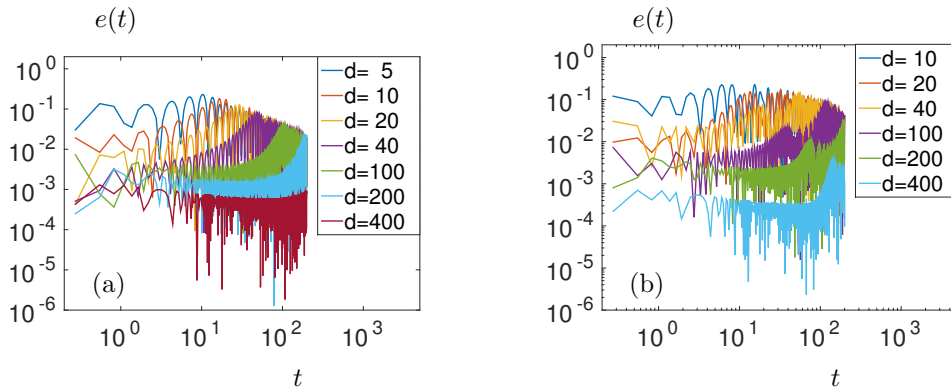 e(t)
10^0
10^-1
10^-2
10^-3
10^-4
10^-5
10^-6
10^0
10^1
10^2
10^3
t
(a)
d= 5
d= 10
d= 20
d= 40
d=100
d=200
d=400
e(t)
10^0
10^-1
10^-2
10^-3
10^-4
10^-5
10^-6
10^0
10^1
10^2
10^3
t
(b)
d= 10
d= 20
d= 40
d=100
d=200
d=400